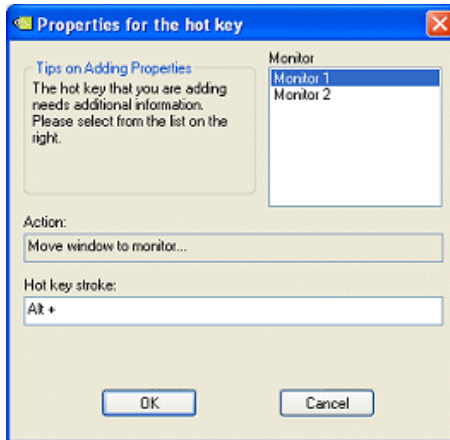 Properties for the hot key
Tips on Adding Properties
The hot key that you are adding
needs additional information.
Please select from the list on the
right.
Monitor
Monitor 1
Monitor 2
Action:
Move window to monitor...
Hot key stroke:
Alt +
OK
Cancel